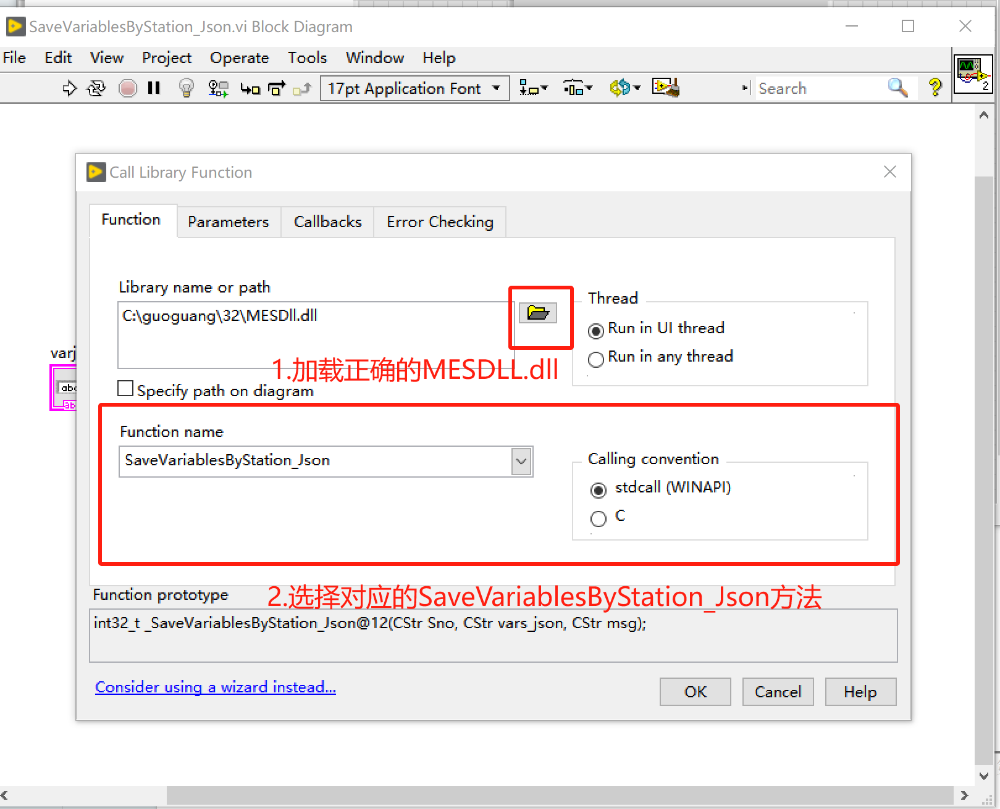 SaveVariablesByStation_Json.vi Block Diagram
File Edit View Project Operate Tools Window Help
17pt Application Font
Search
2
Call Library Function
Function Parameters Callbacks Error Checking
Library name or path
C:\guoguang\32\MESDll.dll
Thread
Run in UI thread
Run in any thread
varj
abc
ab
1.加载正确的MESDLL.dll
Specify path on diagram
Function name
SaveVariablesByStation_Json
Calling convention
stdcall (WINAPI)
C
Function prototype
2.选择对应的SaveVariablesByStation_Json方法
int32_t _SaveVariablesByStation_Json@12(CStr Sno, CStr vars_json, CStr msg);
Consider using a wizard instead...
OK Cancel Help